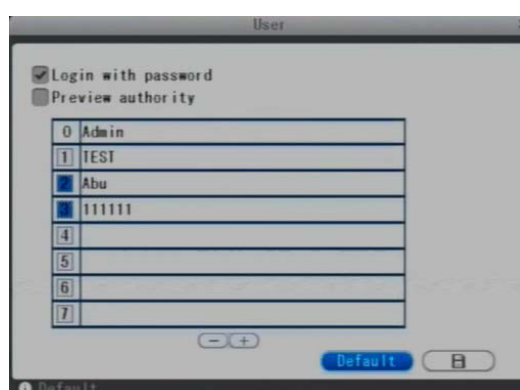 User
Login with password
Preview authority
0 Admin
1 TEST
2 Abu
3 111111
4
5
6
7
Default
Default